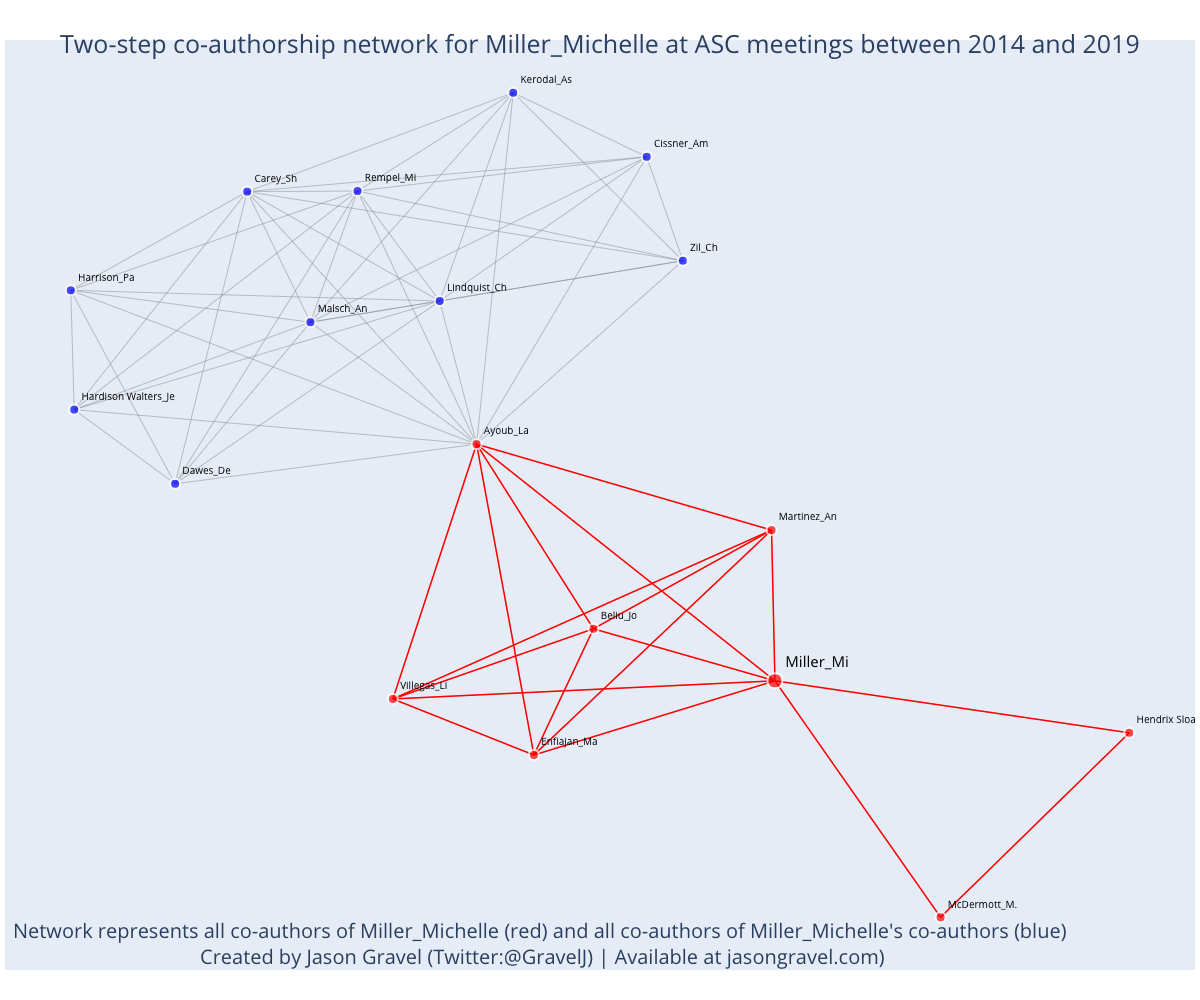 Two-step co-authorship network for Miller_Michelle at ASC meetings between 2014 and 2019
Kerodal_As
Cissner_Am
Carey_Sh
Rempel_Mi
Zil_Ch
Harrison_Pa
Lindquist_Ch
Malsch_An
Hardison Walters_Je
Ayoub_La
Dawes_De
Martinez_An
Beliu_Jo
Miller_Mi
Villegas_Li
Hendrix Sloa
Enfiajan_Ma
McDermott_M.
Network represents all co-authors of Miller_Michelle (red) and all co-authors of Miller_Michelle's co-authors (blue)
Created by Jason Gravel (Twitter:@GravelJ) | Available at jasongravel.com)